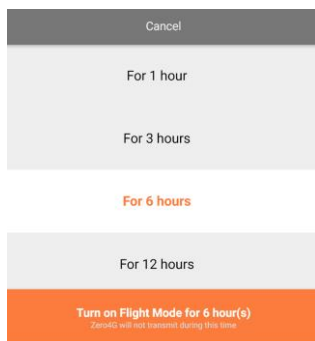 Cancel
For 1 hour
For 3 hours
For 6 hours
For 12 hours
Turn on Flight Mode for 6 hour(s)
Zero4G will not transmit during this time